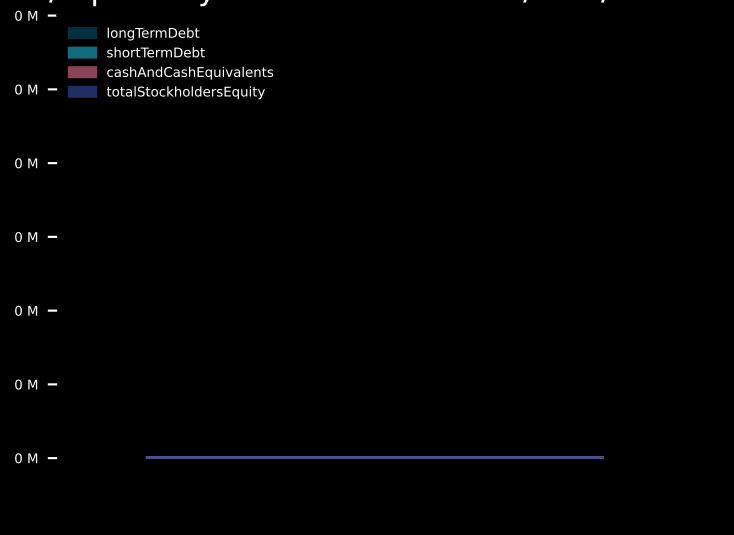 0 M
longTermDebt
shortTermDebt
cashAndCashEquivalents
totalStockholdersEquity
0 M
0 M
0 M
0 M
0 M
0 M